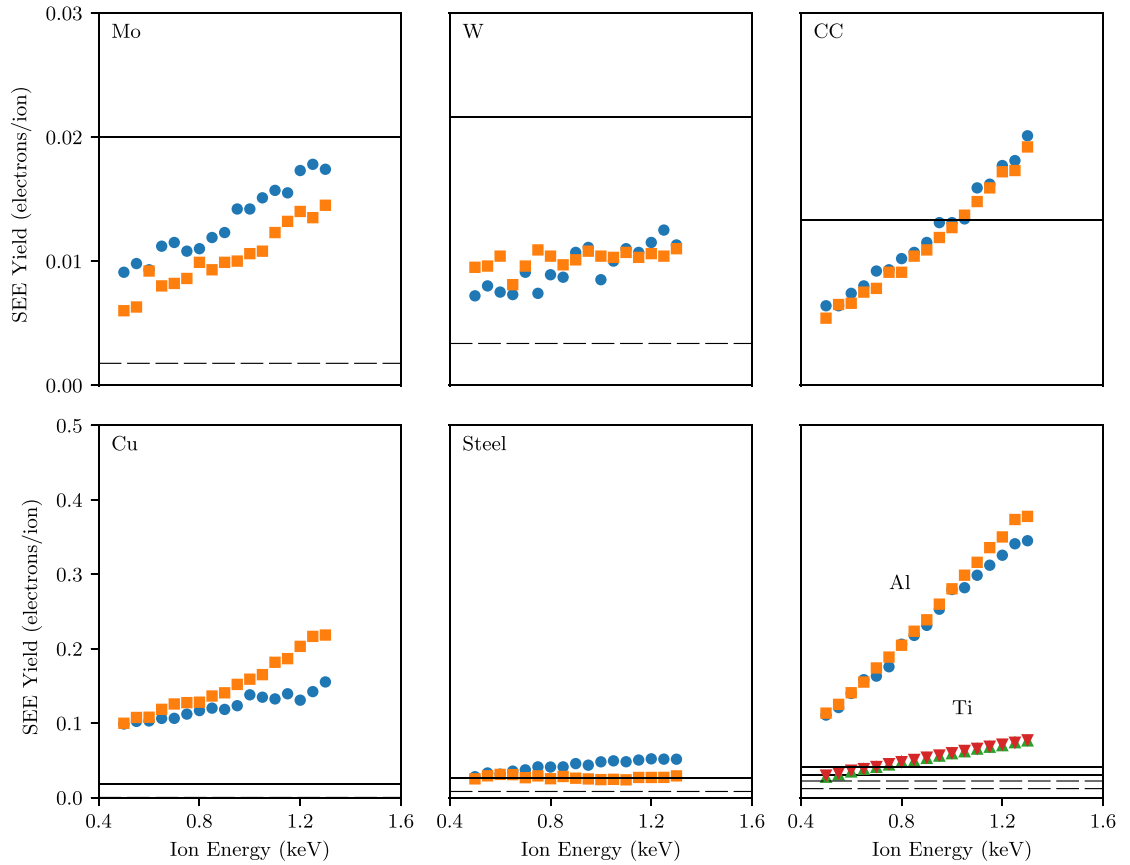 Mo
W
CC
0.03
0.02
0.01
0.00
SEE Yield (electrons/ion)
Cu
Steel
Al
Ti
0.5
0.4
0.3
0.2
0.1
0.0
SEE Yield (electrons/ion)
0.4 0.8 1.2 1.6
0.4 0.8 1.2 1.6
0.4 0.8 1.2 1.6
Ion Energy (keV)
Ion Energy (keV)
Ion Energy (keV)